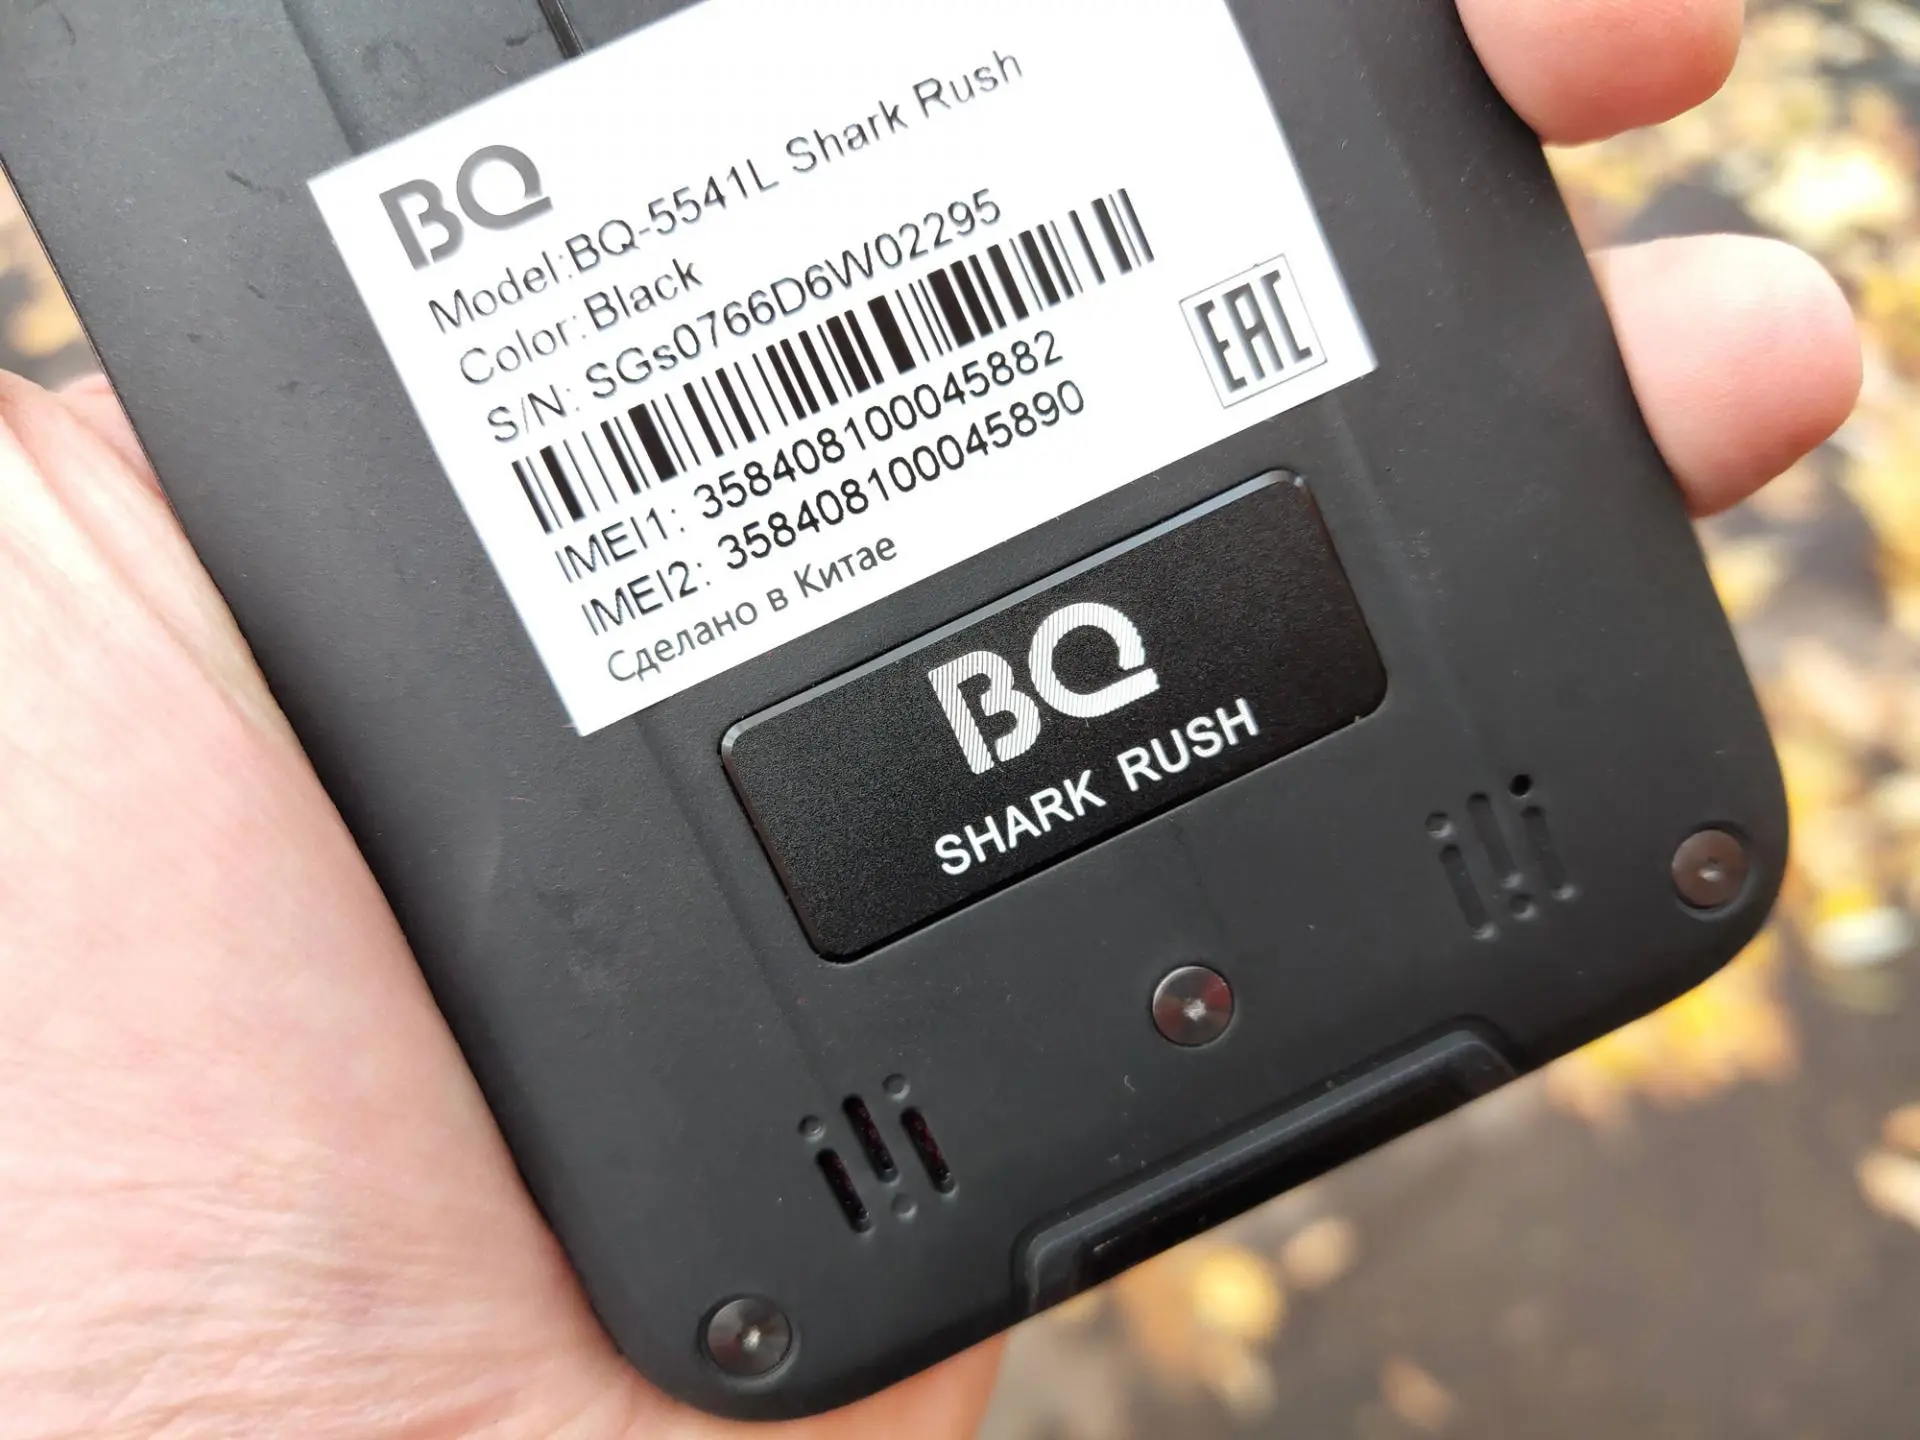 BQ
Model:BQ-5541L Shark Rush
Color:Black
S/N: SGs0766D6W02295
IMEI1: 358408100045882
IMEI2: 358408100045890
Сделано в Китае
EAC
BQ
SHARK RUSH